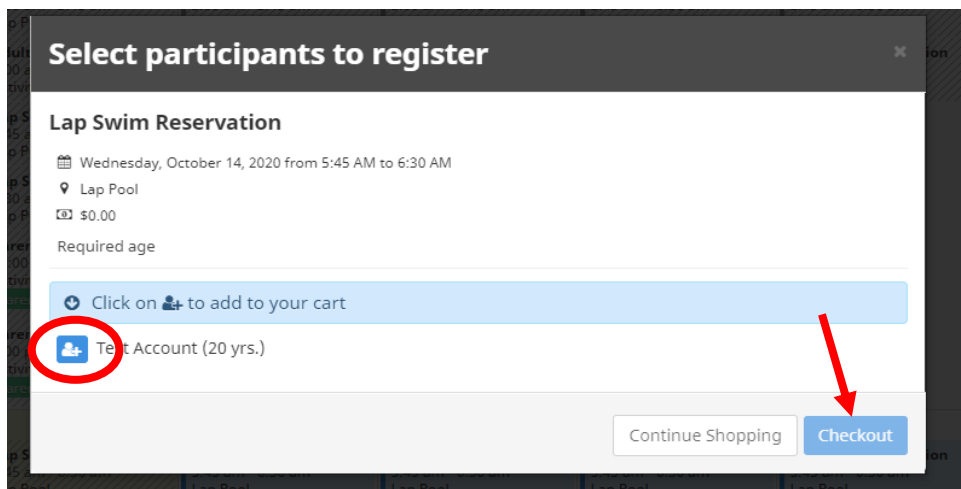 Select participants to register
×
Lap Swim Reservation
Wednesday, October 14, 2020 from 5:45 AM to 6:30 AM
Lap Pool
$0.00
Required age
Click on to add to your cart
Test Account (20 yrs.)
Continue Shopping
Checkout